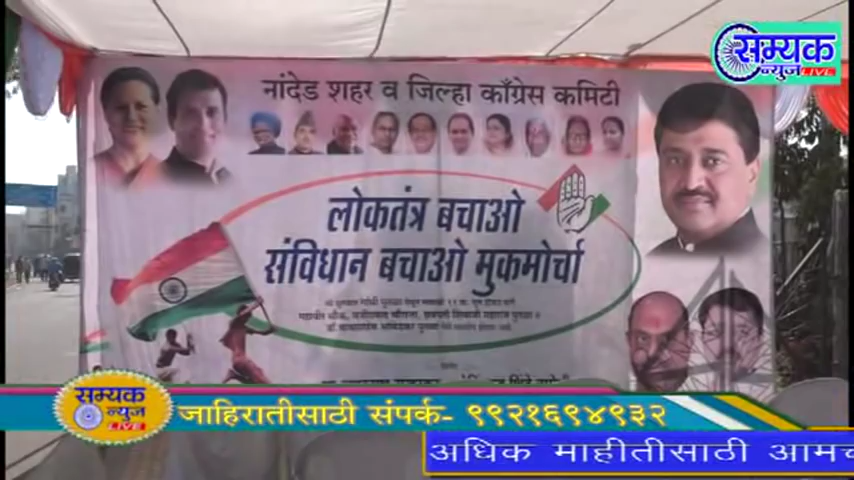 सम्यक
न्युज LIVE
नांदेड शहर व जिल्हा काँग्रेस कमिटी
लोकतंत्र बचाओ
संविधान बचाओ मुकमोर्चा
सम्यक
न्युज
LIVE
जाहिरातीसाठी संपर्क- ९९२१६९४९३२
अधिक माहीतीसाठी आमच